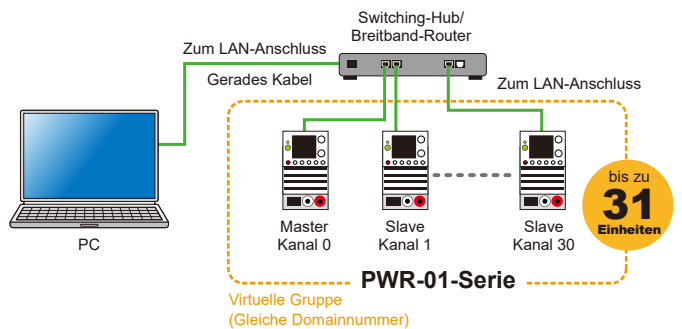 Switching-Hub/
Breitband-Router
Zum LAN-Anschluss
Gerades Kabel
Zum LAN-Anschluss
PC
Master
Kanal 0
Slave
Kanal 1
Slave
Kanal 30
bis zu
31
Einheiten
PWR-01-Serie
Virtuelle Gruppe
(Gleiche Domainnummer)